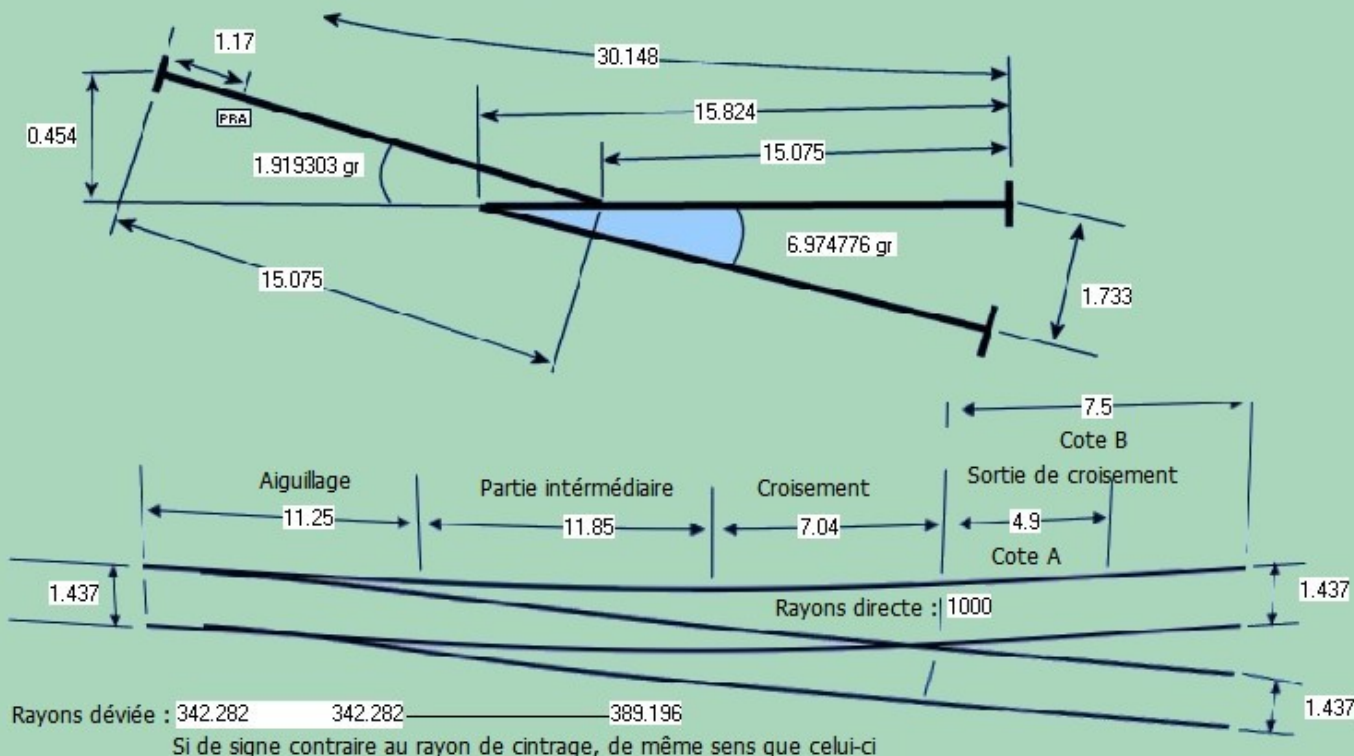 1.17
30.148
15.824
0.454
PRA
15.075
1.919303 gr
6.974776 gr
15.075
1.733
7.5
Cote B
Aiguillage
Partie intérmédiaire
Croisement
Sortie de croisement
11.25
11.85
7.04
4.9
Cote A
1.437
Rayons directe : 1000
1.437
Rayons déviée : 342.282 342.282 389.196
1.437
Si de signe contraire au rayon de cintrage, de même sens que celui-ci